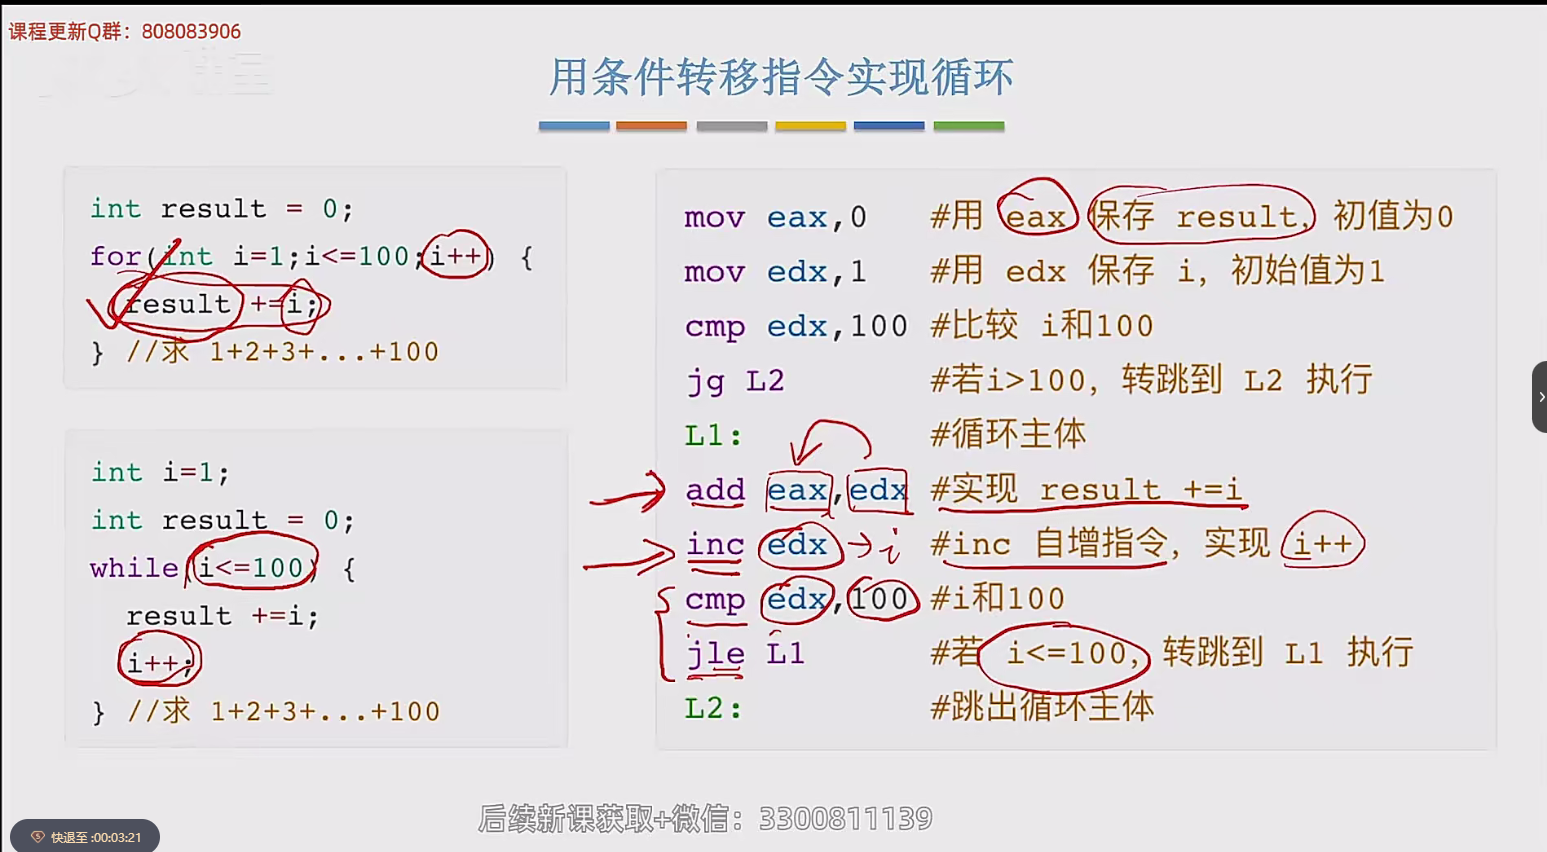 课程更新Q群：808083906
用条件转移指令实现循环
int result = 0;
for(int i=1;i<=100;i++) {
result +=i;
} //求 1+2+3+...+100
int i=1;
int result = 0;
while(i<=100) {
result +=i;
i++;
} //求 1+2+3+...+100
mov eax,0 #用 eax 保存 result，初值为0
mov edx,1 #用 edx 保存 i，初始值为1
cmp edx,100 #比较 i和100
jg L2 #若i>100，转跳到 L2 执行
L1: #循环主体
add eax,edx #实现 result +=i
inc edx →i #inc 自增指令，实现 i++
cmp edx,100 #i和100
jle L1 #若 i<=100，转跳到 L1 执行
L2: #跳出循环主体
后续新课获取+微信：3300811139
快退至 :00:03:21